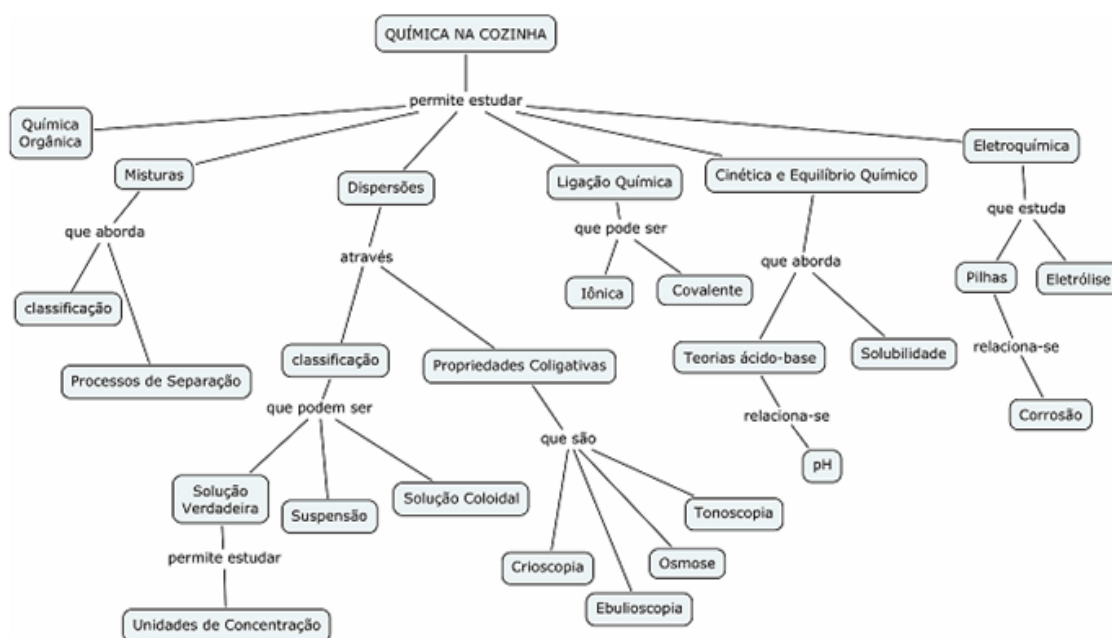 QUÍMICA NA COZINHA
permite estudar
Química
Orgânica
Misturas
Dispersões
Ligação Química
Cinética e Equilíbrio Químico
Eletroquímica
que aborda
através
que pode ser
que aborda
que estuda
classificação
Processos de Separação
classificação
Propriedades Coligativas
Iônica
Covalente
Teorias ácido-base
Solubilidade
Pilhas
Eletrólise
relaciona-se
Corrosão
que podem ser
que são
relaciona-se
pH
Solução
Verdadeira
Suspensão
Solução Coloidal
Crioscopia
Ebulioscopia
Osmose
Tonoscopia
permite estudar
Unidades de Concentração